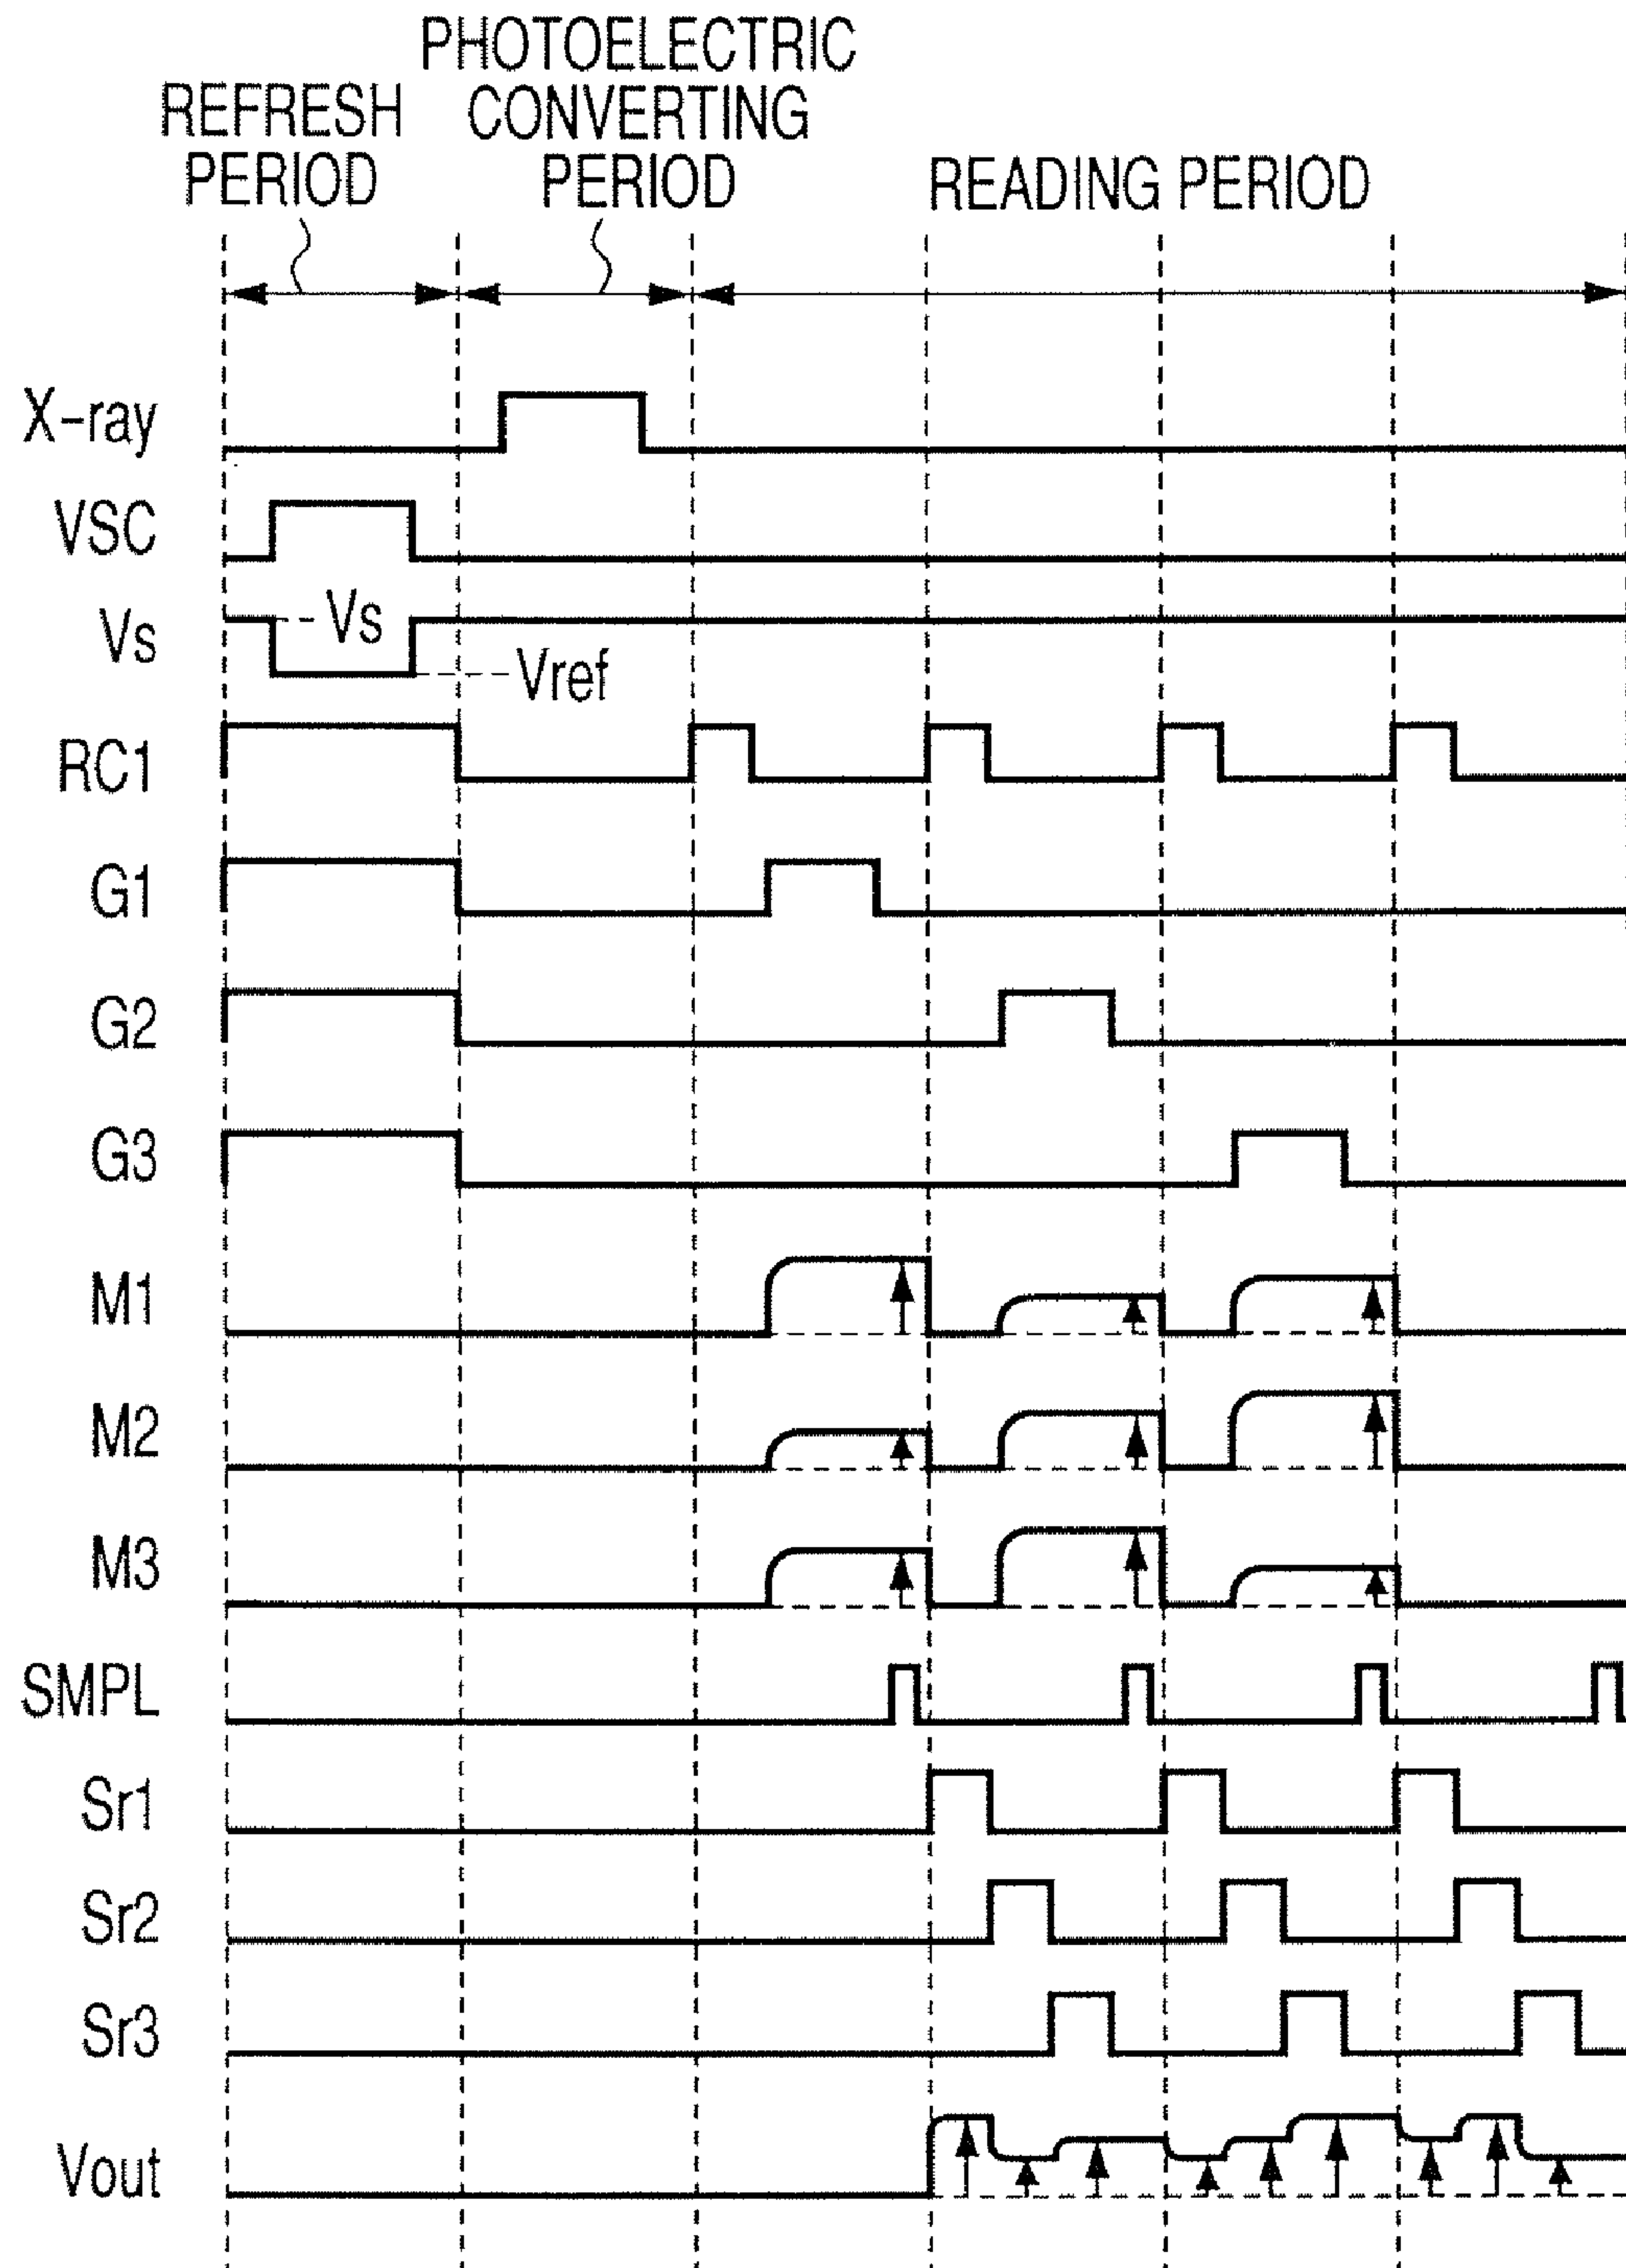 PHOTOELECTRIC
CONVERTING
PERIOD
REFRESH
PERIOD
READING PERIOD
X-ray
VSC
Vs
Vs
Vref
RC1
G1
G2
G3
M1
M2
M3
SMPL
Sr1
Sr2
Sr3
Vout